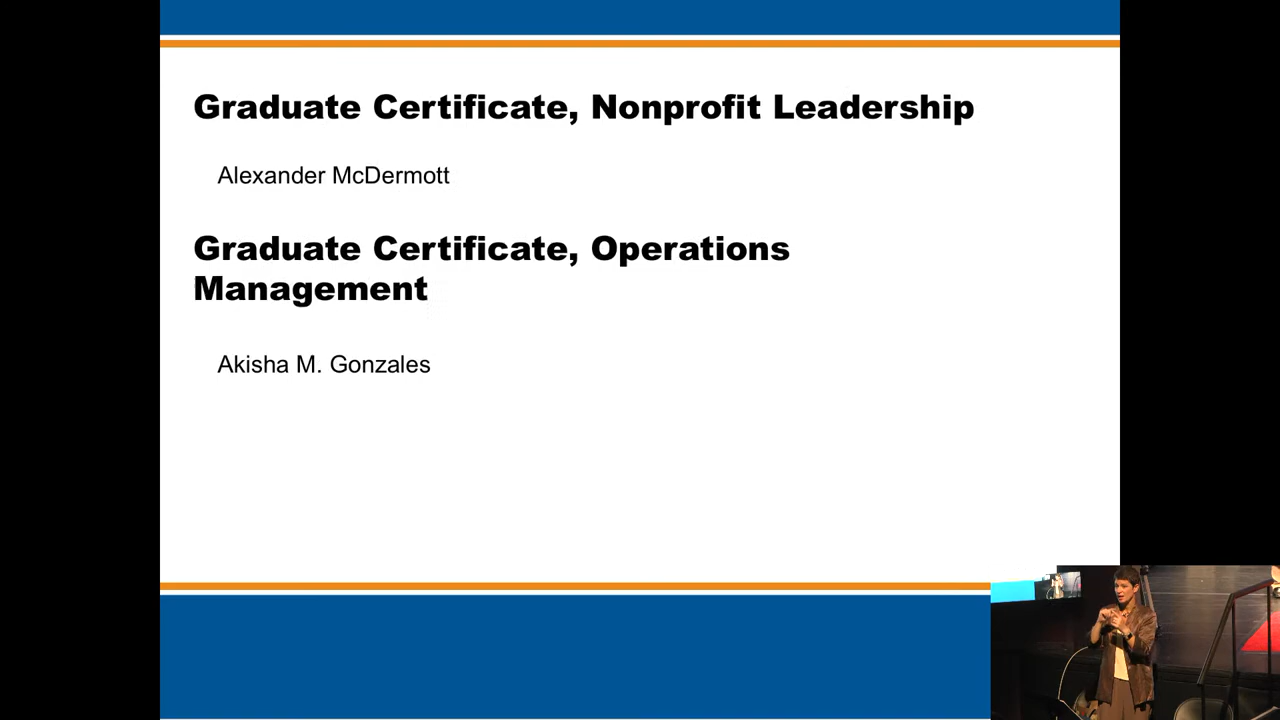 Graduate Certificate, Nonprofit Leadership
Alexander McDermott
Graduate Certificate, Operations
Management
Akisha M. Gonzales